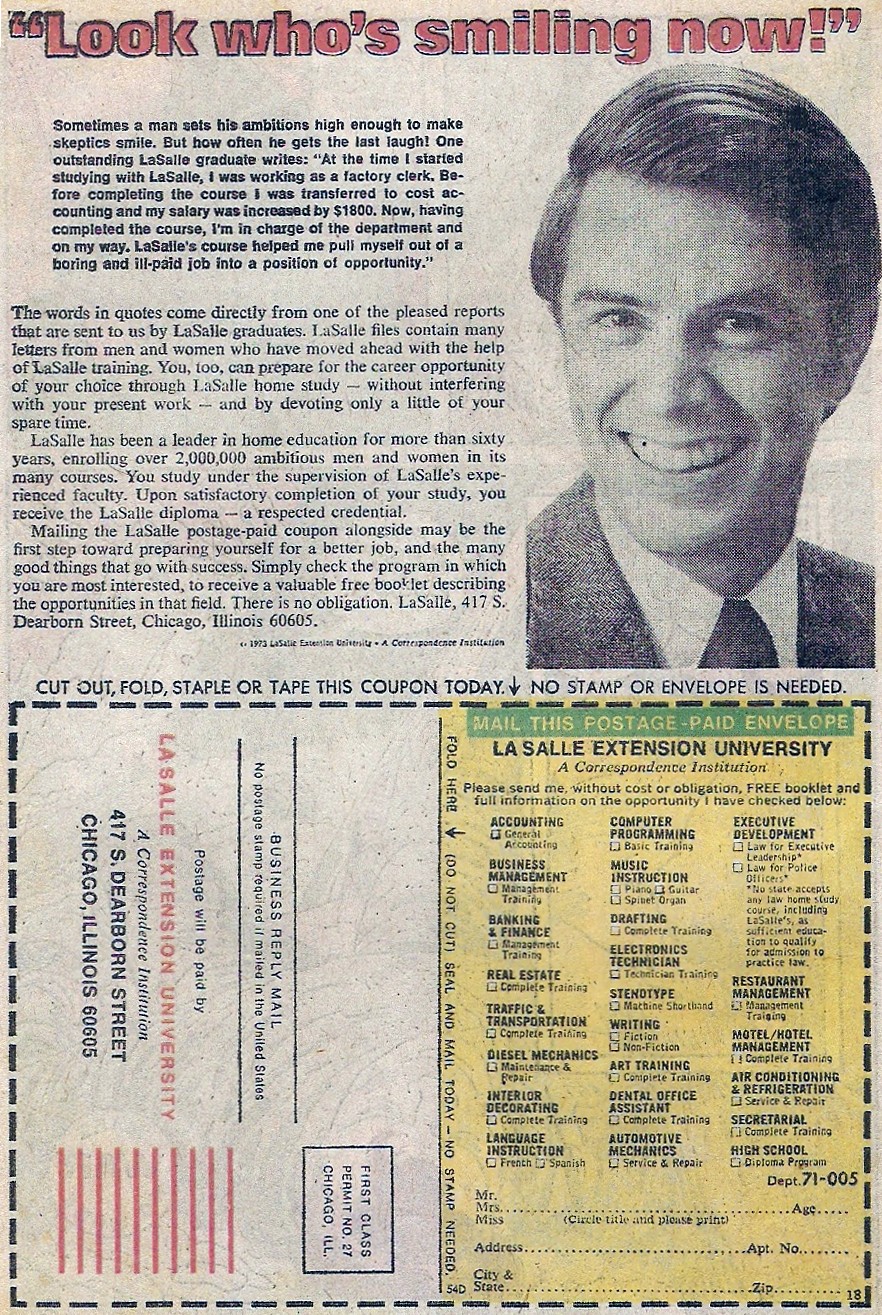 ““Look who's smiling now!””
Sometimes a man sets his ambitions high enough to make
skeptics smile. But how often he gets the last laugh! One
outstanding LaSalle graduate writes: “At the time I started
studying with LaSalle, I was working as a factory clerk. Be-
fore completing the course I was transferred to cost ac-
counting and my salary was increased by $1800. Now, having
completed the course, I'm in charge of the department and
on my way. LaSalle's course helped me pull myself out of a
boring and ill-paid job into a position of opportunity.”
The words in quotes come directly from one of the pleased reports
that are sent to us by LaSalle graduates. LaSalle files contain many
letters from men and women who have moved ahead with the help
of LaSalle training. You, too, can prepare for the career opportunity
of your choice through LaSalle home study — without interfering
with your present work — and by devoting only a little of your
spare time.
LaSalle has been a leader in home education for more than sixty
years, enrolling over 2,000,000 ambitious men and women in its
many courses. You study under the supervision of LaSalle's expe-
rienced faculty. Upon satisfactory completion of your study, you
receive the LaSalle diploma — a respected credential.
Mailing the LaSalle postage-paid coupon alongside may be the
first step toward preparing yourself for a better job, and the many
good things that go with success. Simply check the program in which
you are most interested, to receive a valuable free booklet describing
the opportunities in that field. There is no obligation. LaSalle, 417 S.
Dearborn Street, Chicago, Illinois 60605.
© 1973 LaSalle Extension University • A Correspondence Institution
CUT OUT, FOLD, STAPLE OR TAPE THIS COUPON TODAY. ↓ NO STAMP OR ENVELOPE IS NEEDED.
FIRST CLASS
PERMIT NO. 27
CHICAGO, ILL.
BUSINESS REPLY MAIL
No postage stamp required if mailed in the United States
Postage will be paid by
LA SALLE EXTENSION UNIVERSITY
A Correspondence Institution
417 S. DEARBORN STREET
CHICAGO, ILLINOIS 60605
FOLD HERE ← (DO NOT CUT) SEAL AND MAIL TODAY — NO STAMP NEEDED.
54D
MAIL THIS POSTAGE-PAID ENVELOPE
LA SALLE EXTENSION UNIVERSITY
A Correspondence Institution
Please send me, without cost or obligation, FREE booklet and
full information on the opportunity I have checked below:
ACCOUNTING
☐ General
Accounting
BUSINESS
MANAGEMENT
☐ Management
Training
BANKING
& FINANCE
☐ Management
Training
REAL ESTATE
☐ Complete Training
TRAFFIC &
TRANSPORTATION
☐ Complete Training
DIESEL MECHANICS
☐ Maintenance &
Repair
INTERIOR
DECORATING
☐ Complete Training
LANGUAGE
INSTRUCTION
☐ French ☐ Spanish
COMPUTER
PROGRAMMING
☐ Basic Training
MUSIC
INSTRUCTION
☐ Piano ☐ Guitar
☐ Spinet Organ
DRAFTING
☐ Complete Training
ELECTRONICS
TECHNICIAN
☐ Technician Training
STENOTYPE
☐ Machine Shorthand
WRITING
☐ Fiction
☐ Non-Fiction
ART TRAINING
☐ Complete Training
DENTAL OFFICE
ASSISTANT
☐ Complete Training
AUTOMOTIVE
MECHANICS
☐ Service & Repair
EXECUTIVE
DEVELOPMENT
☐ Law for Executive
Leadership*
☐ Law for Police
Officers*
*No state accepts
any law home study
course, including
LaSalle's, as
sufficient educa-
tion to qualify
for admission to
practice law.
RESTAURANT
MANAGEMENT
☐ Management
Training
MOTEL/HOTEL
MANAGEMENT
☐ Complete Training
AIR CONDITIONING
& REFRIGERATION
☐ Service & Repair
SECRETARIAL
☐ Complete Training
HIGH SCHOOL
☐ Diploma Program
Dept. 71-005
Mr.
Mrs.
Miss ........ Age......
(Circle title and please print)
Address........ Apt. No........
City &
State........ Zip........
18